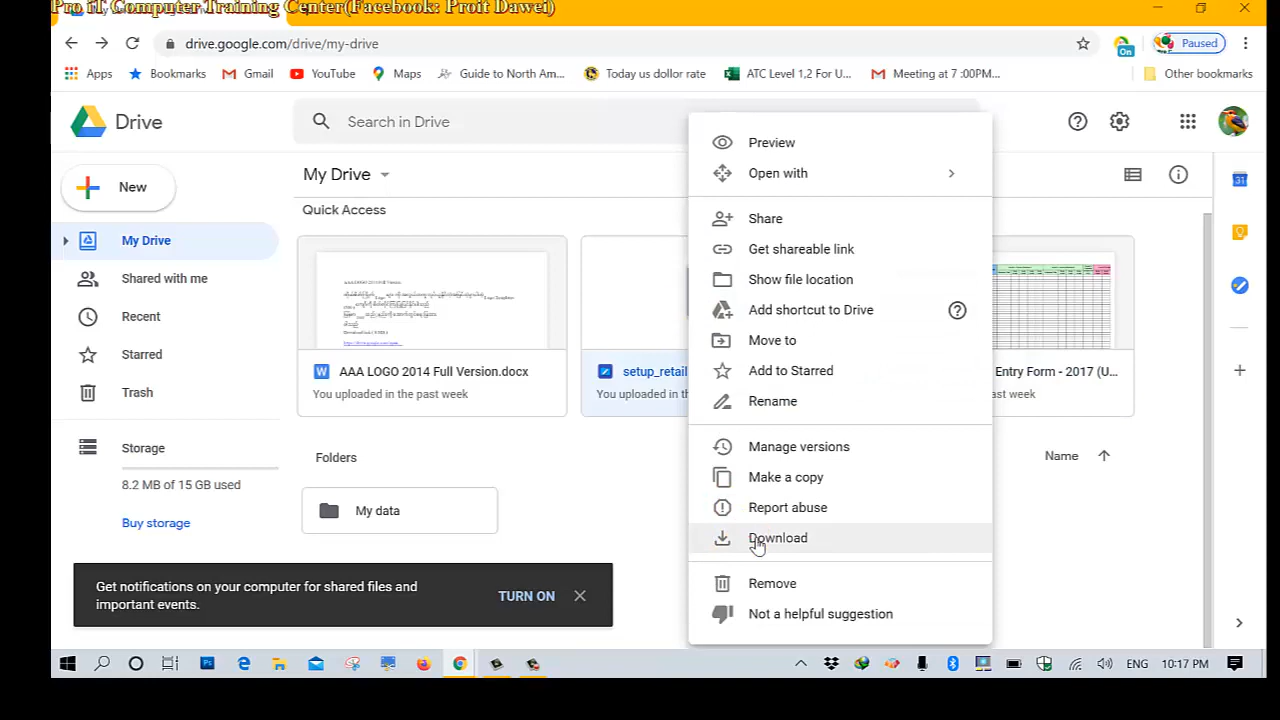 Pro iT Computer Training Center(Facebook: Proit Dawei)
drive.google.com/drive/my-drive
On
Paused
Apps
Bookmarks
Gmail
YouTube
Maps
Guide to North Am...
Today us dollor rate
ATC Level 1,2 For U...
Meeting at 7 :00PM...
Other bookmarks
Drive
Search in Drive
New
My Drive
Shared with me
Recent
Starred
Trash
Storage
8.2 MB of 15 GB used
Buy storage
My Drive
Quick Access
AAA LOGO 2014 Full Version
AAA LOGO 2014 Full Version.docx
You uploaded in the past week
setup_retail
You uploaded in th
Entry Form - 2017 (U...
ast week
Folders
Name
My data
Preview
Open with
Share
Get shareable link
Show file location
Add shortcut to Drive
Move to
Add to Starred
Rename
Manage versions
Make a copy
Report abuse
Download
Remove
Not a helpful suggestion
Get notifications on your computer for shared files and
important events.
TURN ON
31
ENG
10:17 PM